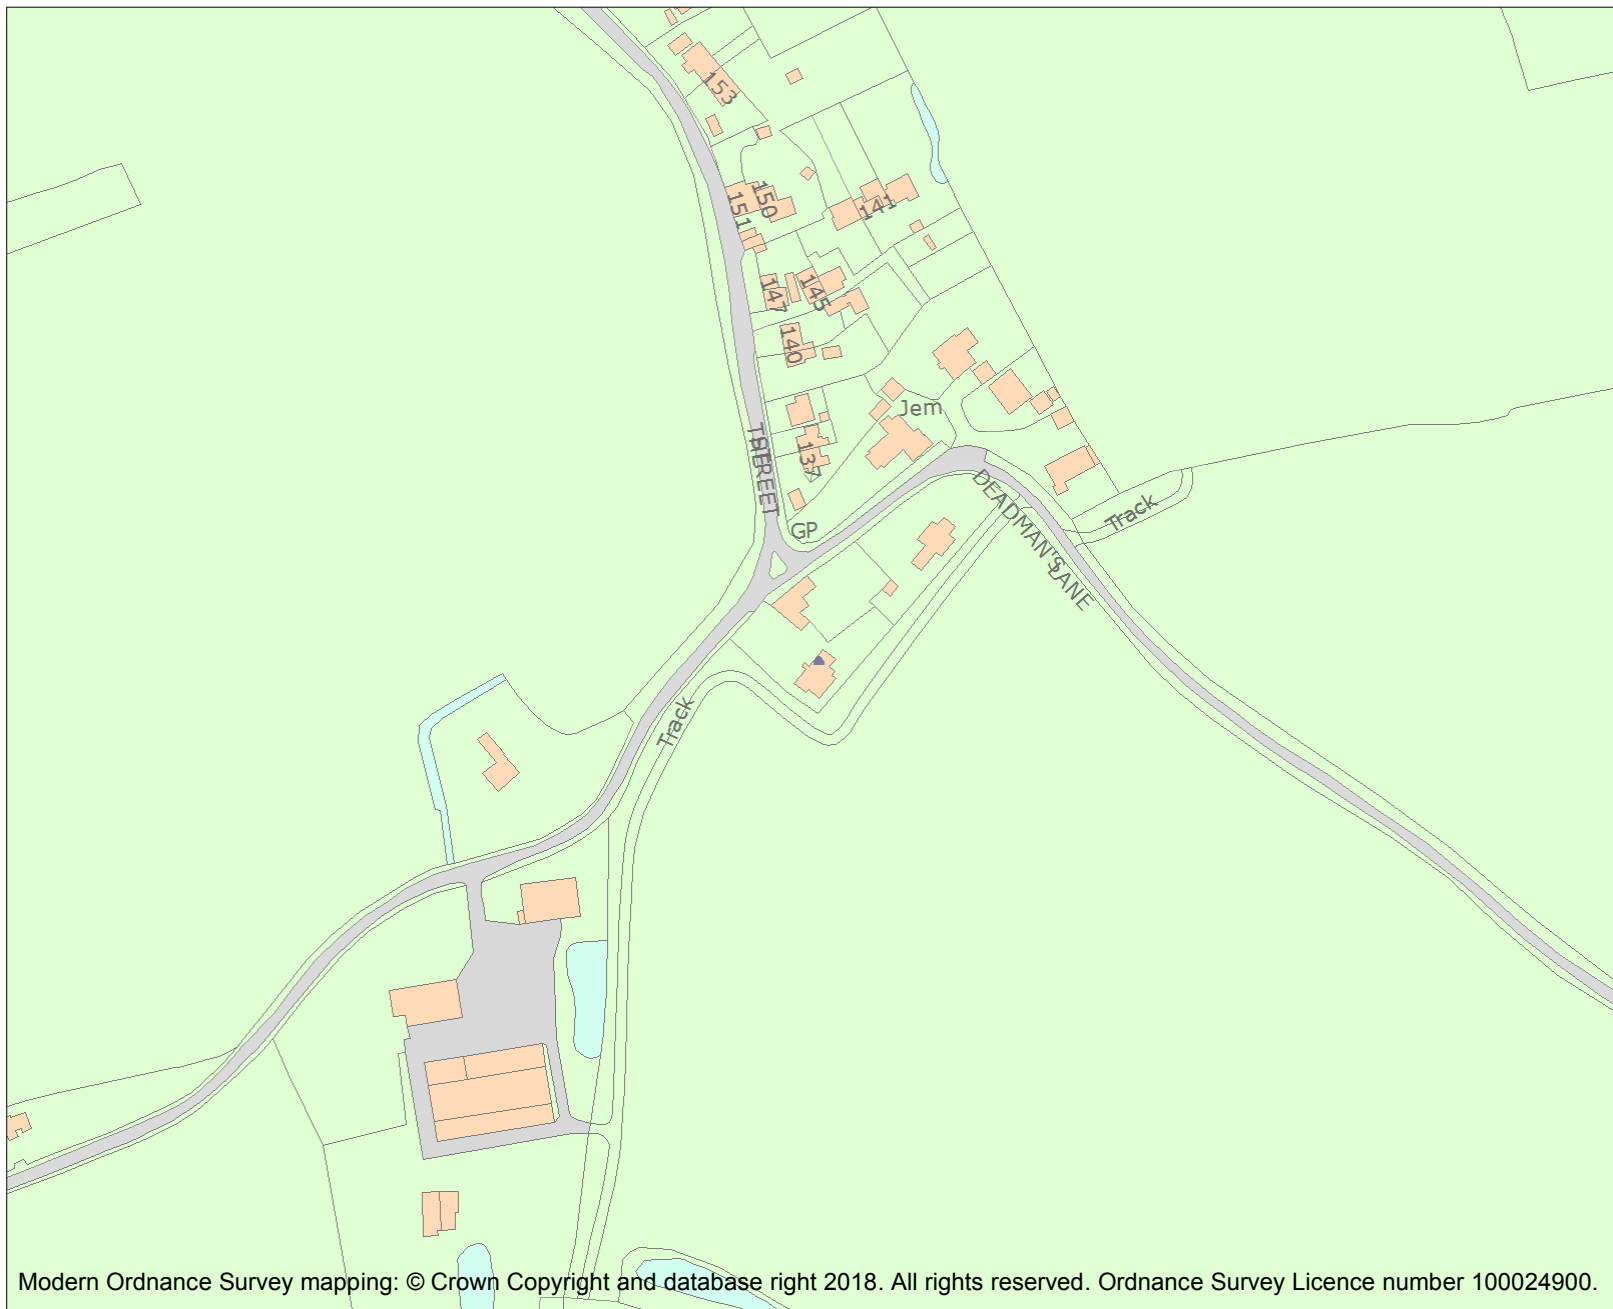 153
150
151
141
147
145
140
Jem
THE
STREET
137
GP
DEADMAN'S
LANE
Track
Track
Modern Ordnance Survey mapping: © Crown Copyright and database right 2018. All rights reserved. Ordnance Survey Licence number 100024900.